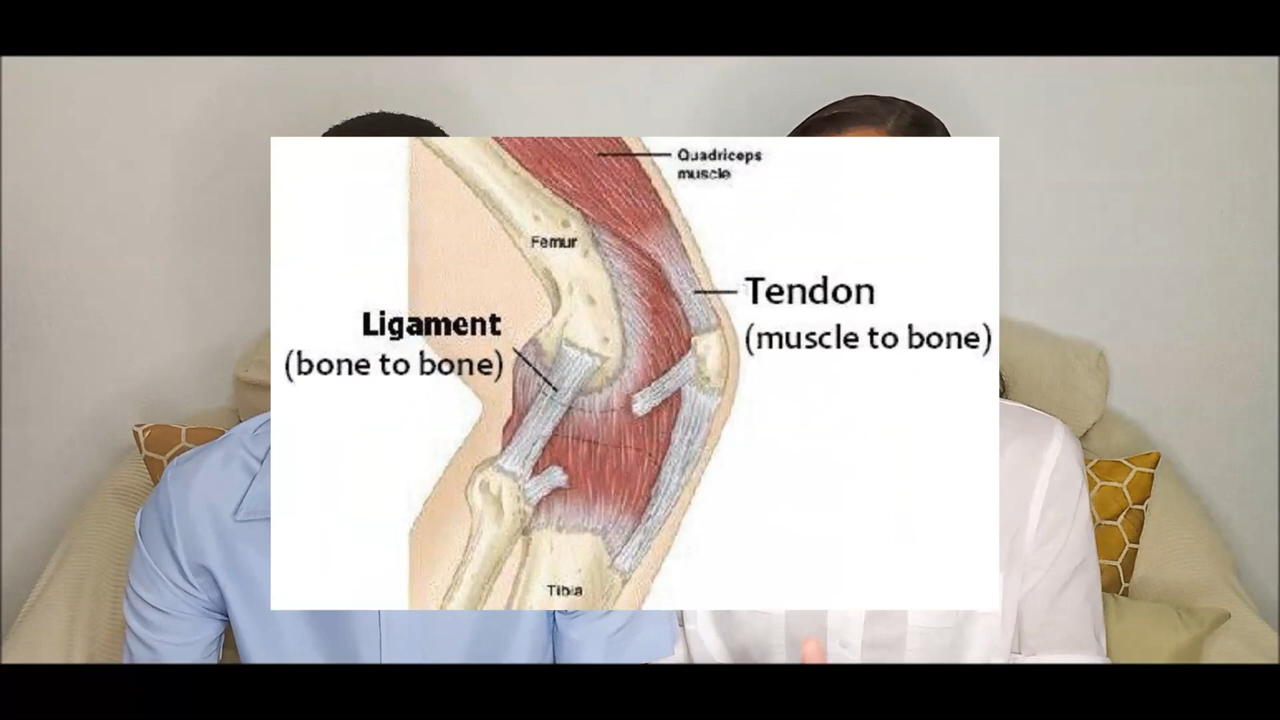 Quadriceps
muscle
Femur
Tendon
(muscle to bone)
Ligament
(bone to bone)
Tibia